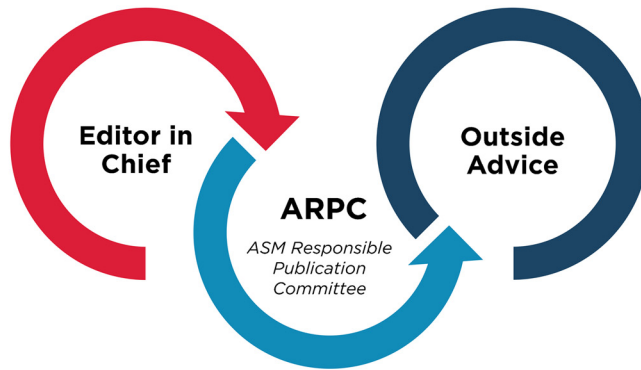 Editor in
Chief
ARPC
ASM Responsible
Publication
Committee
Outside
Advice